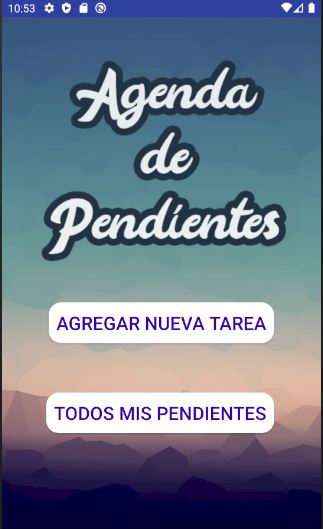 10:53
Agenda
de
Pendientes
AGREGAR NUEVA TAREA
TODOS MIS PENDIENTES